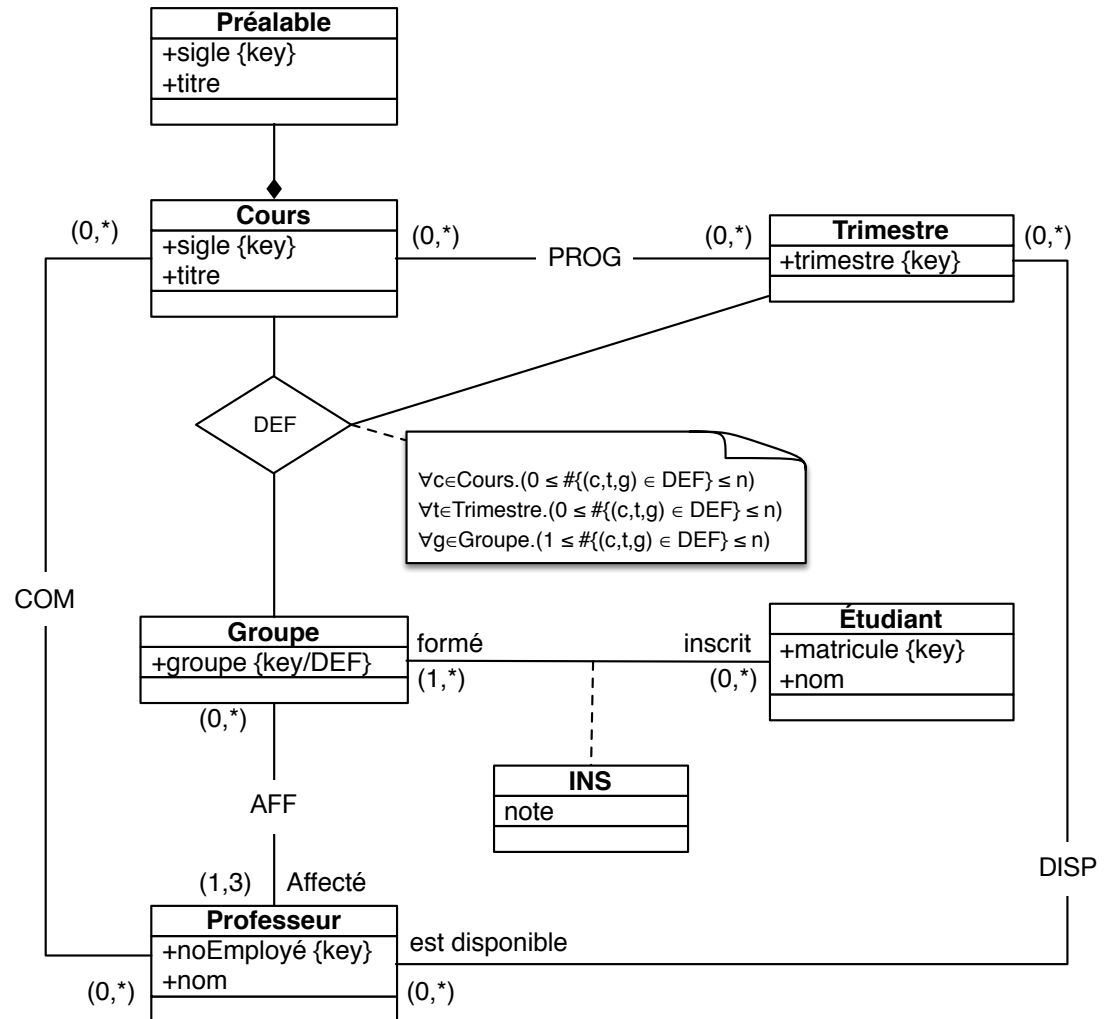 Préalable
+sigle {key}
+titre
Cours
+sigle {key}
+titre
(0,*)
(0,*)
PROG
(0,*)
Trimestre
+trimestre {key}
(0,*)
DEF
∀c∈Cours.(0 ≤ #{(c,t,g) ∈ DEF} ≤ n)
∀t∈Trimestre.(0 ≤ #{(c,t,g) ∈ DEF} ≤ n)
∀g∈Groupe.(1 ≤ #{(c,t,g) ∈ DEF} ≤ n)
COM
Groupe
+groupe {key/DEF}
(0,*)
formé
(1,*)
inscrit
(0,*)
Étudiant
+matricule {key}
+nom
INS
note
AFF
DISP
(1,3)
Affecté
Professeur
+noEmployé {key}
+nom
est disponible
(0,*)
(0,*)